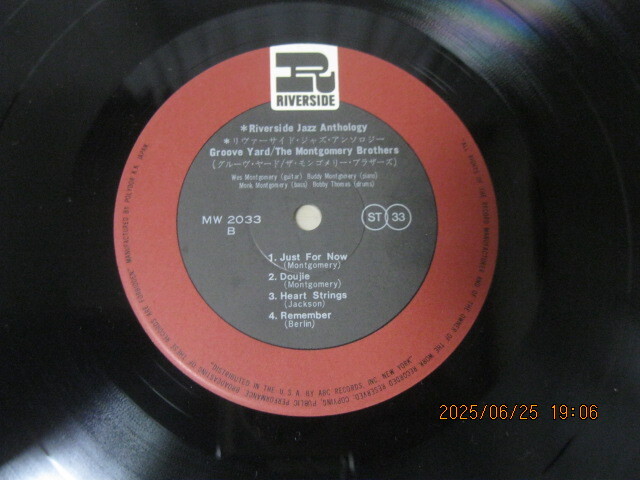 R
RIVERSIDE
*Riverside Jazz Anthology
*リヴァーサイド・ジャズ・アンソロジー
Groove Yard/The Montgomery Brothers
(グルーヴ・ヤード/ザ・モンゴメリー・ブラザーズ)
Wes Montgomery (guitar) Buddy Montgomery (piano)
Monk Montgomery (bass) Bobby Thomas (drums)
MW 2033
B
ST 33
1. Just For Now
(Montgomery)
2. Doujie
(Montgomery)
3. Heart Strings
(Jackson)
4. Remember
(Berlin)
MANUFACTURED BY POLYDOR K.K. JAPAN
DISTRIBUTED IN THE U.S.A. BY ABC RECORDS INC. NEW YORK
2025/06/25 19:06